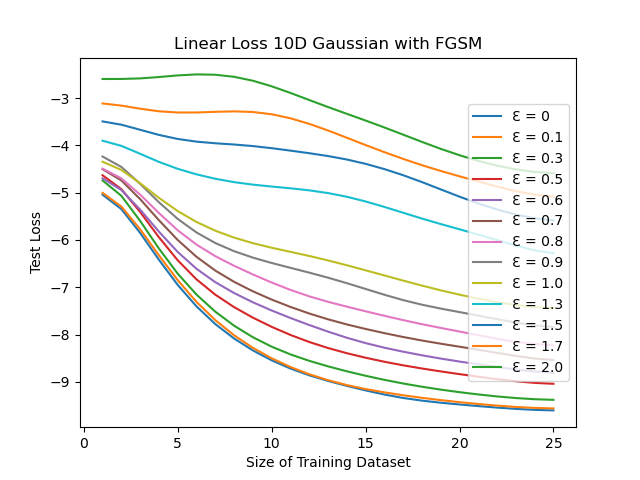 Linear Loss 10D Gaussian with FGSM
Test Loss
−3
−4
−5
−6
−7
−8
−9
Ɛ = 0
Ɛ = 0.1
Ɛ = 0.3
Ɛ = 0.5
Ɛ = 0.6
Ɛ = 0.7
Ɛ = 0.8
Ɛ = 0.9
Ɛ = 1.0
Ɛ = 1.3
Ɛ = 1.5
Ɛ = 1.7
Ɛ = 2.0
0 5 10 15 20 25
Size of Training Dataset